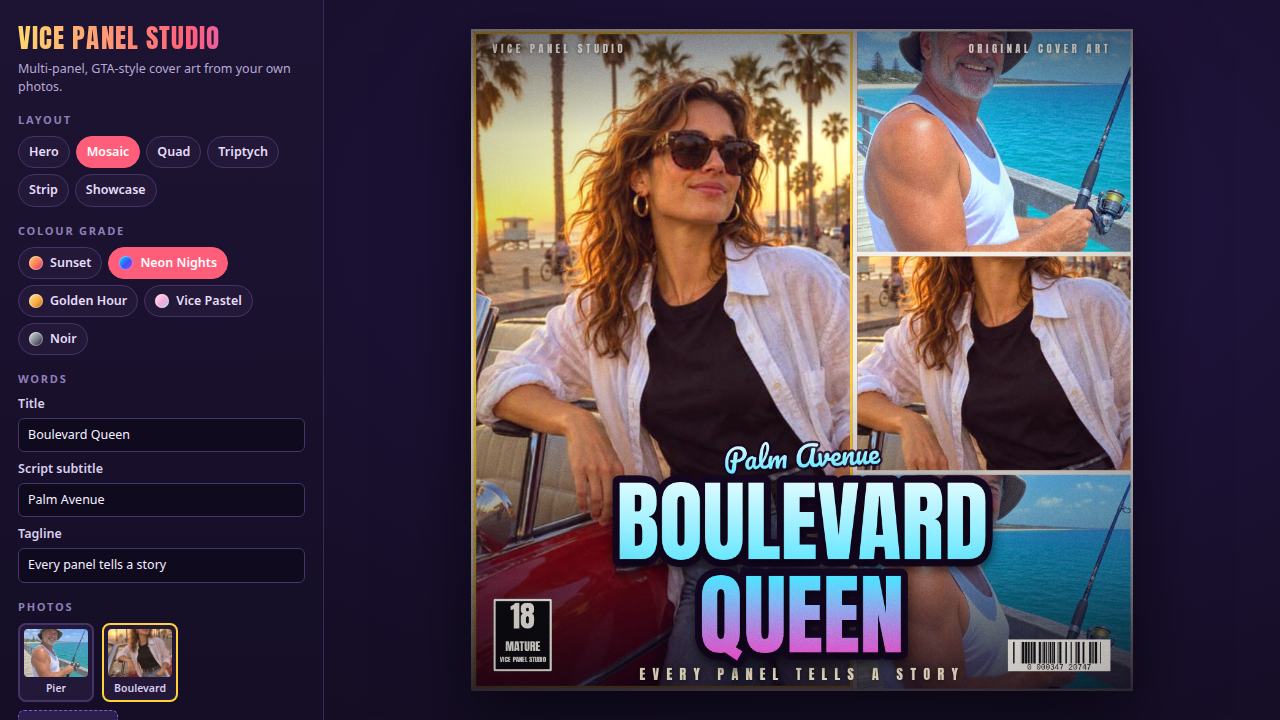 VICE PANEL STUDIO
Multi-panel, GTA-style cover art from your own
photos.
LAYOUT
Hero
Mosaic
Quad
Triptych
Strip
Showcase
COLOUR GRADE
Sunset
Neon Nights
Golden Hour
Vice Pastel
Noir
WORDS
Title
Boulevard Queen
Script subtitle
Palm Avenue
Tagline
Every panel tells a story
PHOTOS
Pier
Boulevard
VICE PANEL STUDIO
ORIGINAL COVER ART
Palm Avenue
BOULEVARD
QUEEN
EVERY PANEL TELLS A STORY
18
MATURE
VICE PANEL STUDIO
0 000347 20747